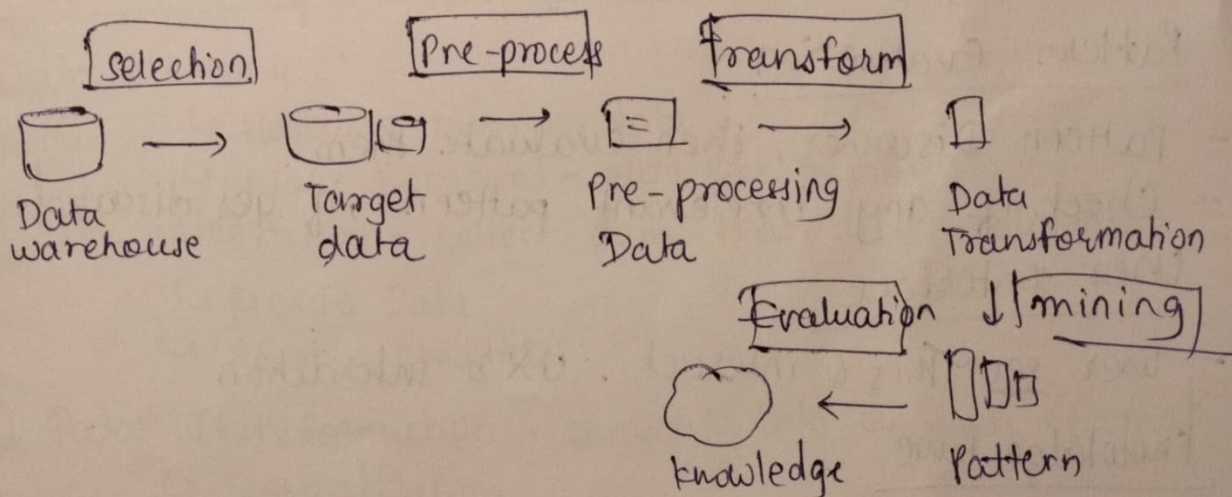 Selection Pre-process Transform
Data Target Pre-processing Data
warehouse data Data Transformation
Evaluation mining
knowledge Pattern